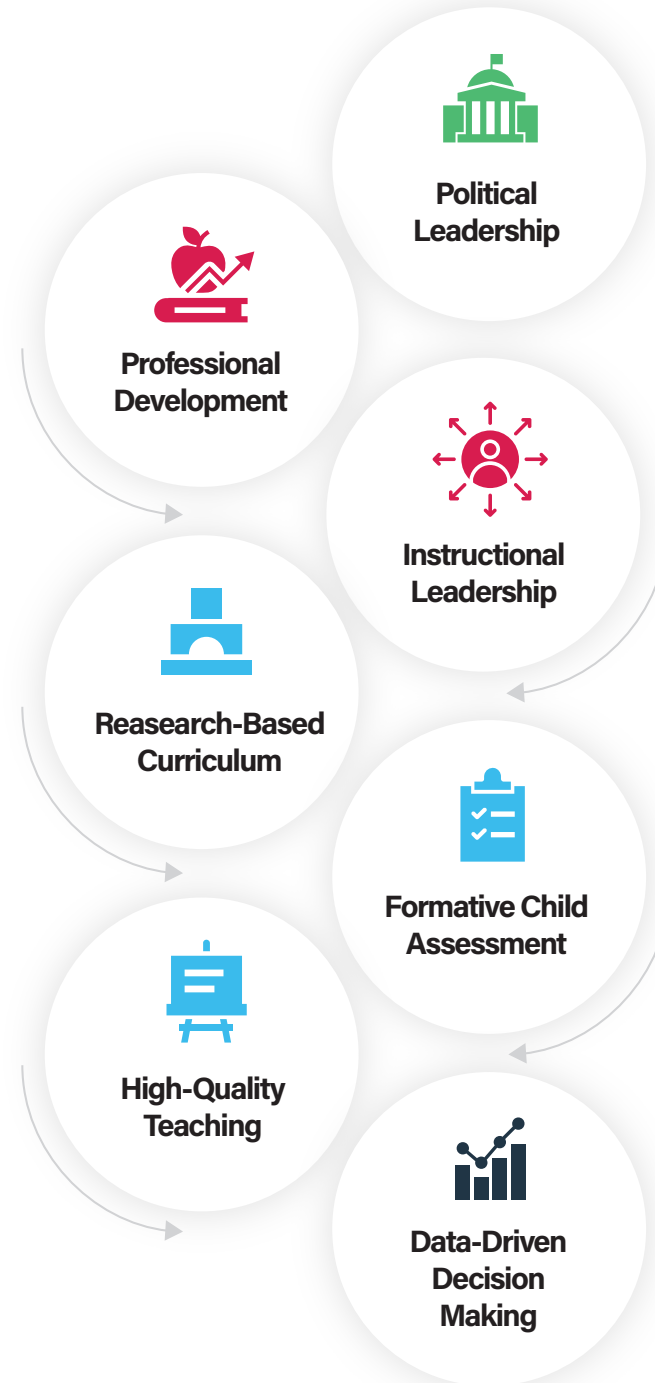 Political
Leadership
Professional
Development
Instructional
Leadership
Reasearch-Based
Curriculum
Formative Child
Assessment
High-Quality
Teaching
Data-Driven
Decision
Making